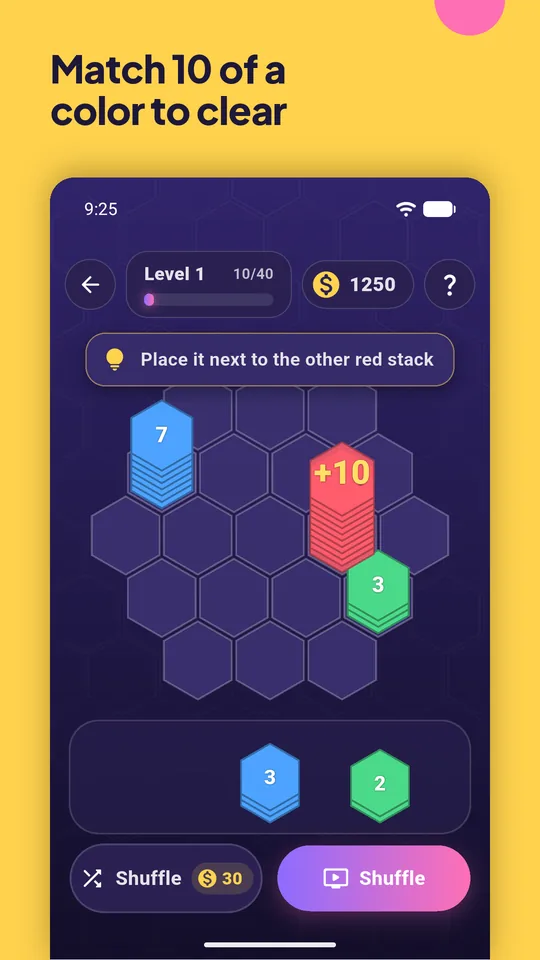 Match 10 of a
color to clear
9:25
Level 1 10/40
1250
?
Place it next to the other red stack
7
+10
3
3
2
Shuffle $ 30
Shuffle